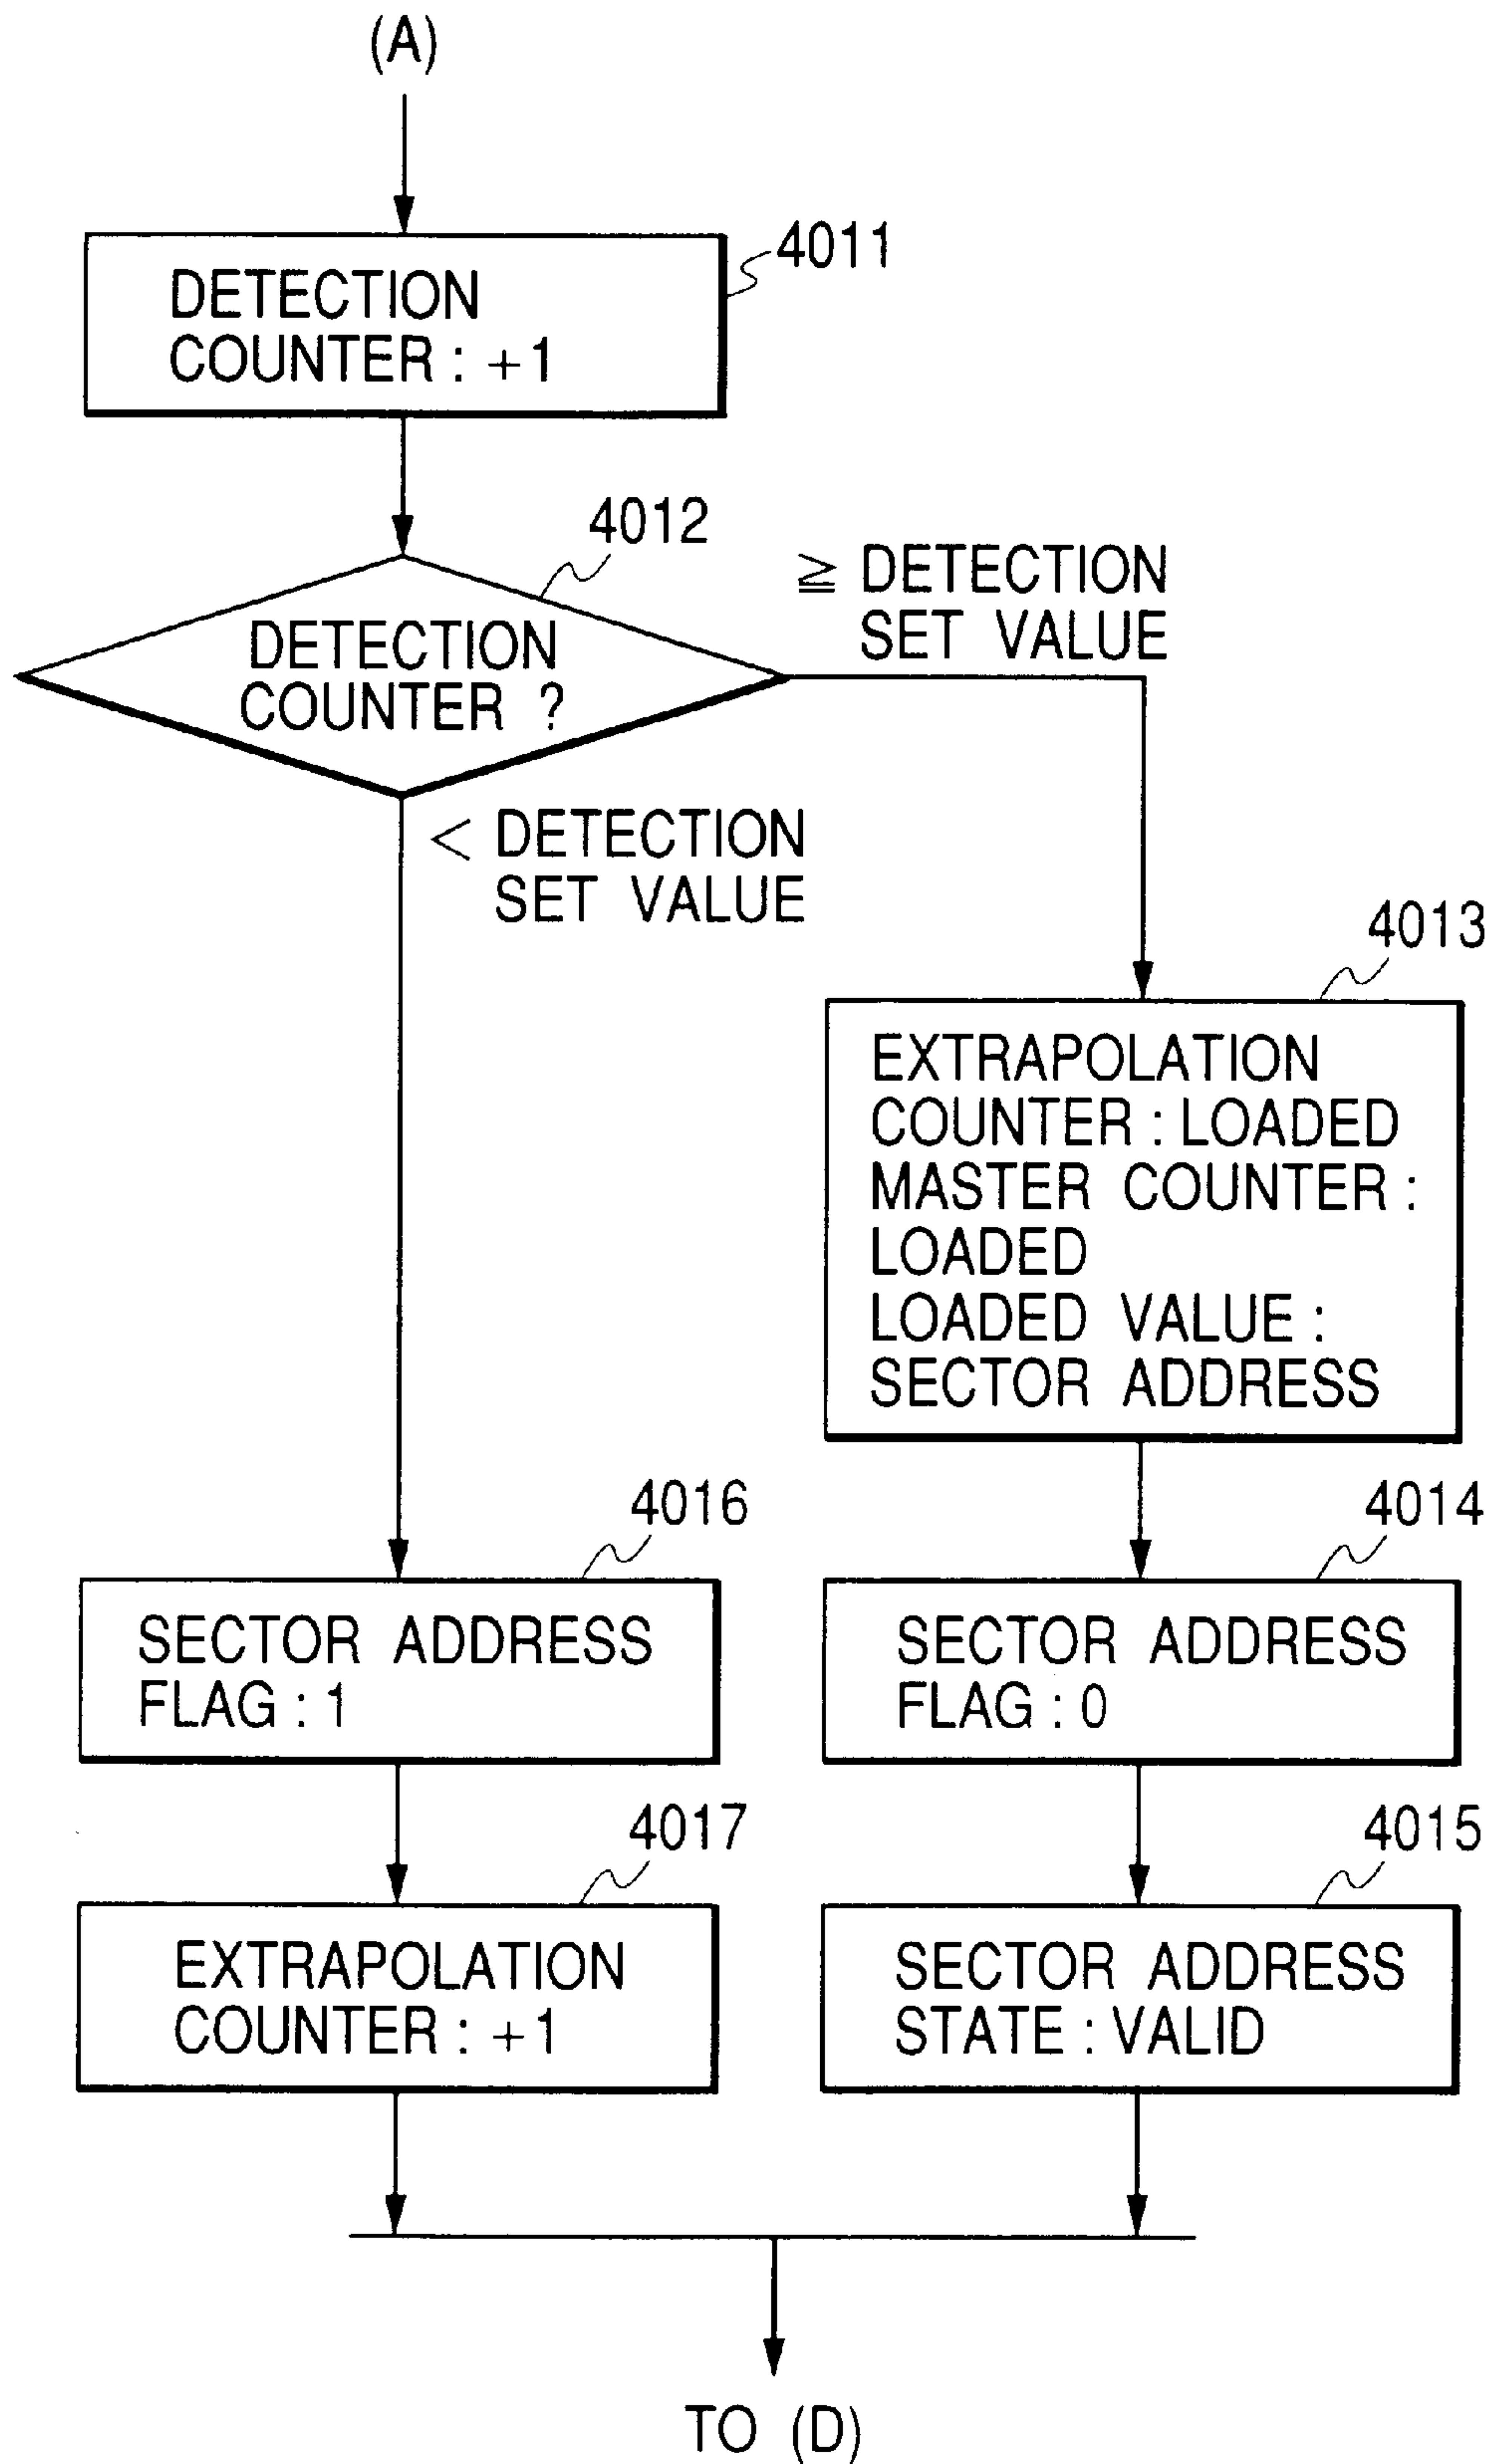 (A)
4011
DETECTION
COUNTER : +1
4012
DETECTION
COUNTER ?
≧ DETECTION
SET VALUE
< DETECTION
SET VALUE
4013
EXTRAPOLATION
COUNTER : LOADED
MASTER COUNTER :
LOADED
LOADED VALUE :
SECTOR ADDRESS
4016
SECTOR ADDRESS
FLAG : 1
4014
SECTOR ADDRESS
FLAG : 0
4017
EXTRAPOLATION
COUNTER : +1
4015
SECTOR ADDRESS
STATE : VALID
TO (D)